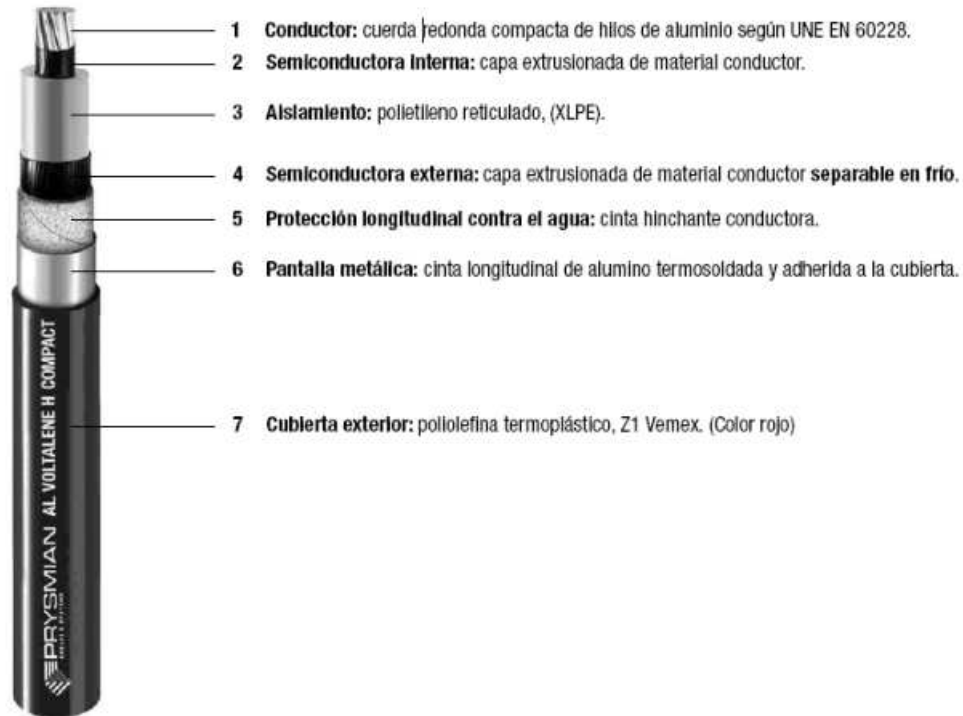 1 Conductor: cuerda redonda compacta de hilos de aluminio según UNE EN 60228.
2 Semiconductora interna: capa extrusionada de material conductor.
3 Aislamiento: polietileno reticulado, (XLPE).
4 Semiconductora externa: capa extrusionada de material conductor separable en frío.
5 Protección longitudinal contra el agua: cinta hinchante conductora.
6 Pantalla metálica: cinta longitudinal de alumino termosoldada y adherida a la cubierta.
7 Cubierta exterior: poliolefina termoplástico, Z1 Vemex. (Color rojo)
PRYSMIAN AL VOLTALENE H COMPACT